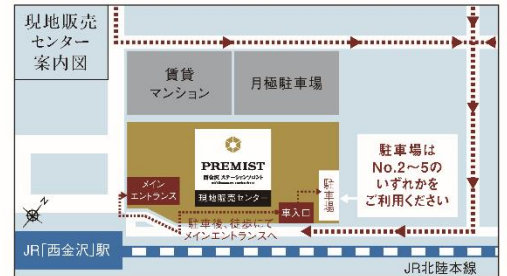 現地販売
センター
案内図
賃貸
マンション
月極駐車場
PREMIST
西金沢 ステーションフロント
現地販売センター
メイン
エントランス
車入口
駐車場
駐車場は
No.2〜5の
いずれかを
ご利用ください
駐車後、徒歩にて
メインエントランスへ
N
JR「西金沢」駅
JR北陸本線